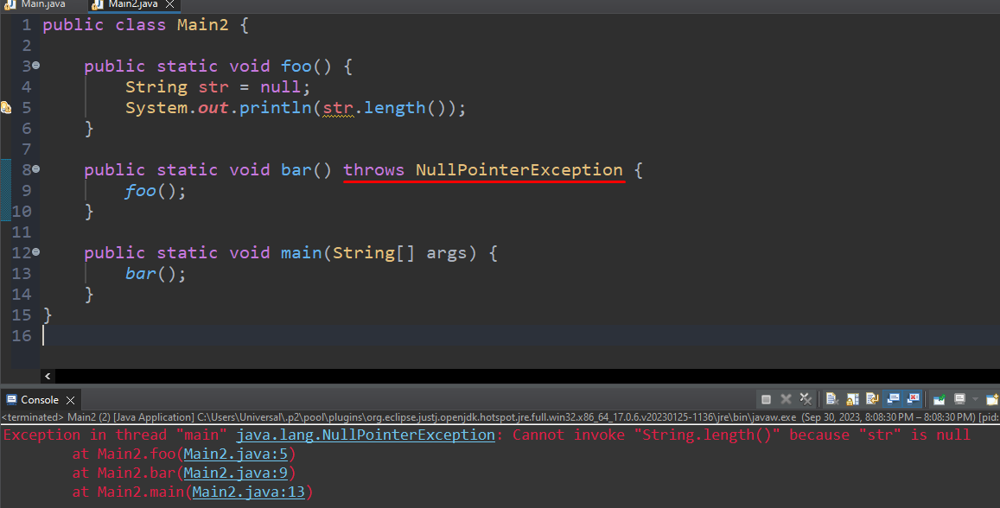 Main.java Main2.java
1 public class Main2 {
2
3 public static void foo() {
4 String str = null;
5 System.out.println(str.length());
6 }
7
8 public static void bar() throws NullPointerException {
9 foo();
10 }
11
12 public static void main(String[] args) {
13 bar();
14 }
15 }
16
Console
<terminated> Main2 (2) [Java Application] C:\Users\Universal\.p2\pool\plugins\org.eclipse.justj.openjdk.hotspot.jre.full.win32.x86_64_17.0.6.v20230125-1136\jre\bin\javaw.exe (Sep 30, 2023, 8:08:30 PM – 8:08:30 PM) [pid:
Exception in thread "main" java.lang.NullPointerException: Cannot invoke "String.length()" because "str" is null
at Main2.foo(Main2.java:5)
at Main2.bar(Main2.java:9)
at Main2.main(Main2.java:13)